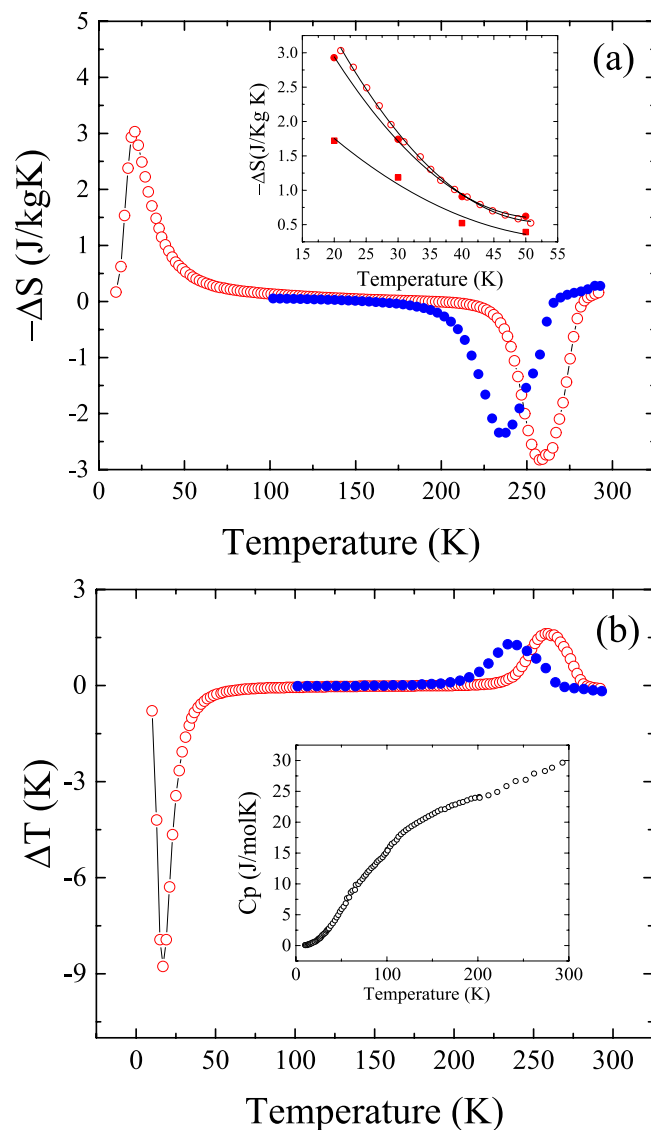 (a)
−ΔS (J/kgK)
5
4
3
2
1
0
-1
-2
-3
0 50 100 150 200 250 300
Temperature (K)
−ΔS(J/Kg K)
3.0
2.5
2.0
1.5
1.0
0.5
15 20 25 30 35 40 45 50 55
Temperature (K)
(b)
ΔT (K)
3
0
-3
-6
-9
0 50 100 150 200 250 300
Temperature (K)
Cp (J/molK)
30
25
20
15
10
5
0
0 100 200 300
Temperature (K)